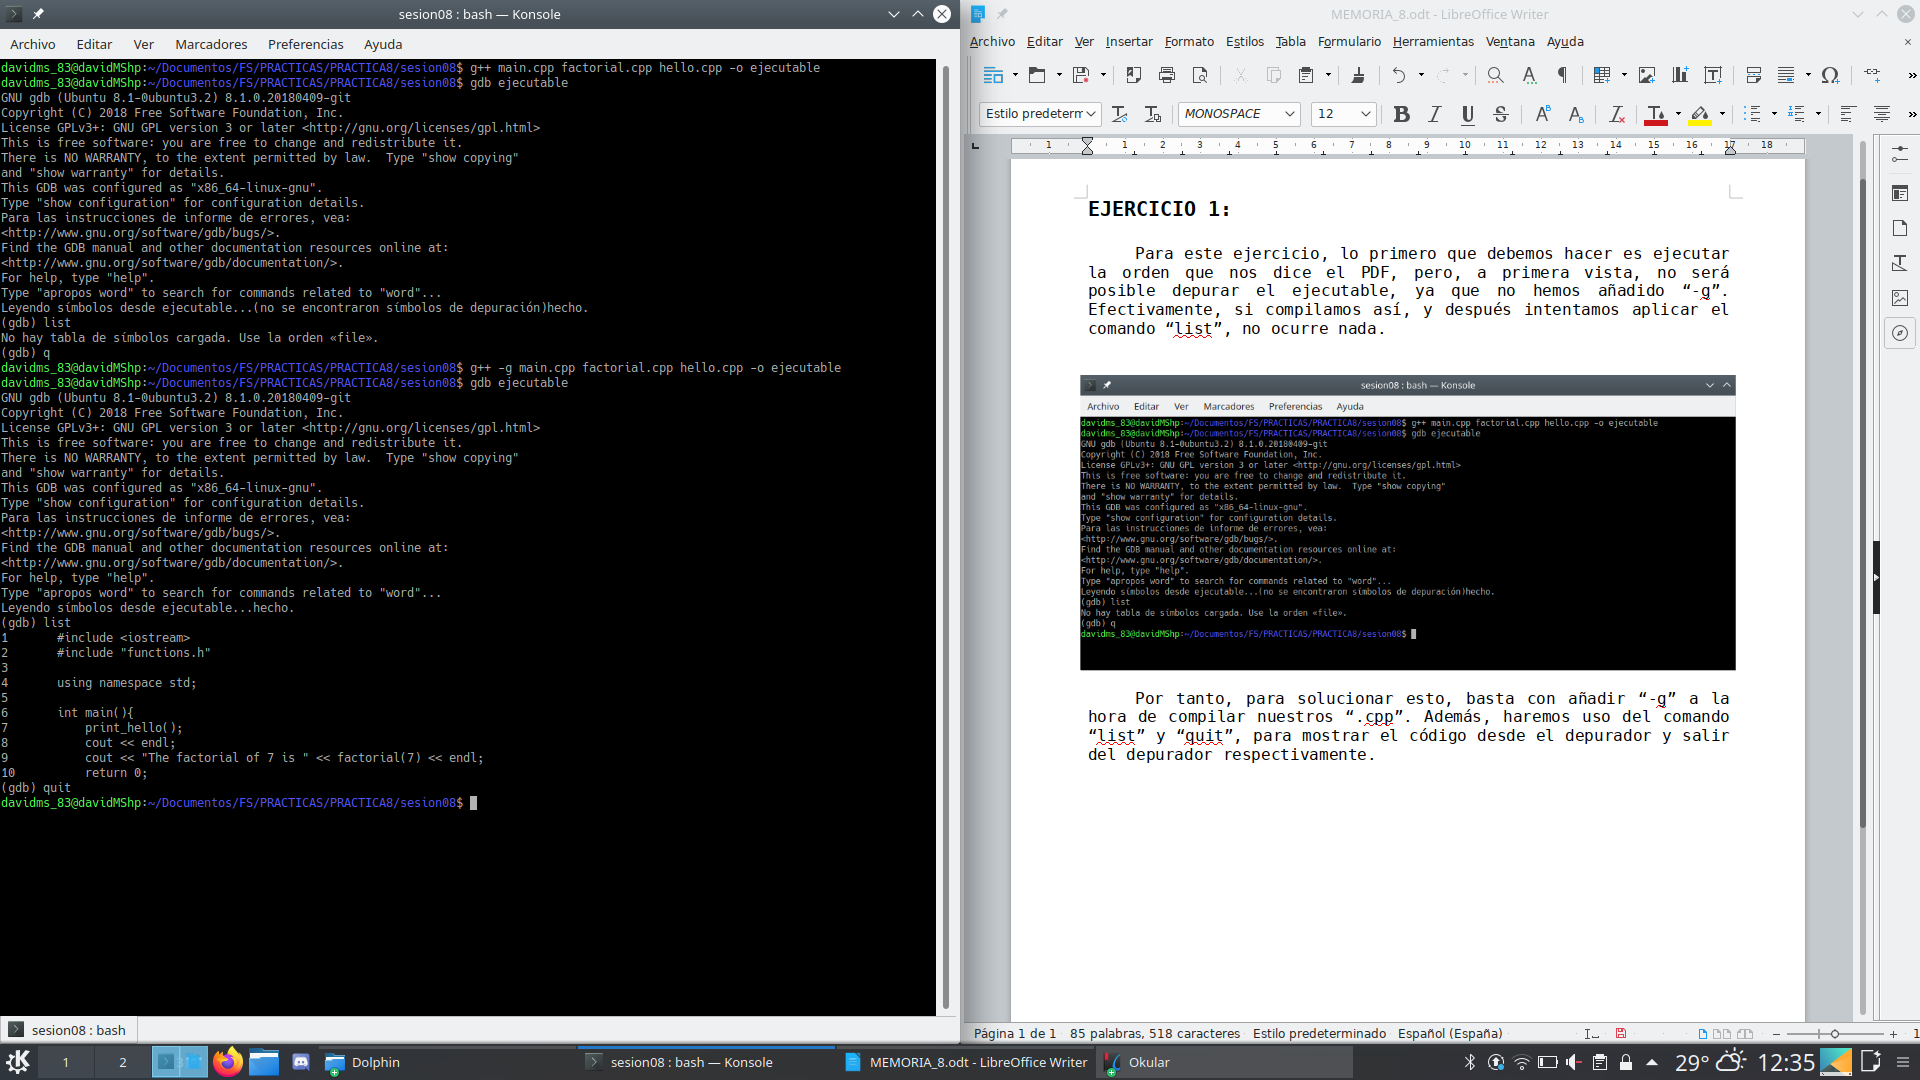 sesion08 : bash — Konsole
Archivo Editar Ver Marcadores Preferencias Ayuda
davidms_83@davidMShp:~/Documentos/FS/PRACTICAS/PRACTICA8/sesion08$ g++ main.cpp factorial.cpp hello.cpp -o ejecutable
davidms_83@davidMShp:~/Documentos/FS/PRACTICAS/PRACTICA8/sesion08$ gdb ejecutable
GNU gdb (Ubuntu 8.1-0ubuntu3.2) 8.1.0.20180409-git
Copyright (C) 2018 Free Software Foundation, Inc.
License GPLv3+: GNU GPL version 3 or later <http://gnu.org/licenses/gpl.html>
This is free software: you are free to change and redistribute it.
There is NO WARRANTY, to the extent permitted by law.  Type "show copying"
and "show warranty" for details.
This GDB was configured as "x86_64-linux-gnu".
Type "show configuration" for configuration details.
Para las instrucciones de informe de errores, vea:
<http://www.gnu.org/software/gdb/bugs/>.
Find the GDB manual and other documentation resources online at:
<http://www.gnu.org/software/gdb/documentation/>.
For help, type "help".
Type "apropos word" to search for commands related to "word"...
Leyendo símbolos desde ejecutable...(no se encontraron símbolos de depuración)hecho.
(gdb) list
No hay tabla de símbolos cargada. Use la orden «file».
(gdb) q
davidms_83@davidMShp:~/Documentos/FS/PRACTICAS/PRACTICA8/sesion08$ g++ -g main.cpp factorial.cpp hello.cpp -o ejecutable
davidms_83@davidMShp:~/Documentos/FS/PRACTICAS/PRACTICA8/sesion08$ gdb ejecutable
GNU gdb (Ubuntu 8.1-0ubuntu3.2) 8.1.0.20180409-git
Copyright (C) 2018 Free Software Foundation, Inc.
License GPLv3+: GNU GPL version 3 or later <http://gnu.org/licenses/gpl.html>
This is free software: you are free to change and redistribute it.
There is NO WARRANTY, to the extent permitted by law.  Type "show copying"
and "show warranty" for details.
This GDB was configured as "x86_64-linux-gnu".
Type "show configuration" for configuration details.
Para las instrucciones de informe de errores, vea:
<http://www.gnu.org/software/gdb/bugs/>.
Find the GDB manual and other documentation resources online at:
<http://www.gnu.org/software/gdb/documentation/>.
For help, type "help".
Type "apropos word" to search for commands related to "word"...
Leyendo símbolos desde ejecutable...hecho.
(gdb) list
1 #include <iostream>
2 #include "functions.h"
3
4 using namespace std;
5
6 int main(){
7 print_hello();
8 cout << endl;
9 cout << "The factorial of 7 is " << factorial(7) << endl;
10 return 0;
(gdb) quit
davidms_83@davidMShp:~/Documentos/FS/PRACTICAS/PRACTICA8/sesion08$
sesion08 : bash
MEMORIA_8.odt - LibreOffice Writer
Archivo Editar Ver Insertar Formato Estilos Tabla Formulario Herramientas Ventana Ayuda
Estilo predeterm MONOSPACE 12
1 1 2 3 4 5 6 7 8 9 10 11 12 13 14 15 16 17 18
EJERCICIO 1:
Para este ejercicio, lo primero que debemos hacer es ejecutar
la orden que nos dice el PDF, pero, a primera vista, no será
posible depurar el ejecutable, ya que no hemos añadido “-g”.
Efectivamente, si compilamos así, y después intentamos aplicar el
comando “list”, no ocurre nada.
sesion08 : bash — Konsole
Archivo Editar Ver Marcadores Preferencias Ayuda
davidms_83@davidMShp:~/Documentos/FS/PRACTICAS/PRACTICA8/sesion08$ g++ main.cpp factorial.cpp hello.cpp -o ejecutable
davidms_83@davidMShp:~/Documentos/FS/PRACTICAS/PRACTICA8/sesion08$ gdb ejecutable
GNU gdb (Ubuntu 8.1-0ubuntu3.2) 8.1.0.20180409-git
Copyright (C) 2018 Free Software Foundation, Inc.
License GPLv3+: GNU GPL version 3 or later <http://gnu.org/licenses/gpl.html>
This is free software: you are free to change and redistribute it.
There is NO WARRANTY, to the extent permitted by law.  Type "show copying"
and "show warranty" for details.
This GDB was configured as "x86_64-linux-gnu".
Type "show configuration" for configuration details.
Para las instrucciones de informe de errores, vea:
<http://www.gnu.org/software/gdb/bugs/>.
Find the GDB manual and other documentation resources online at:
<http://www.gnu.org/software/gdb/documentation/>.
For help, type "help".
Type "apropos word" to search for commands related to "word"...
Leyendo símbolos desde ejecutable...(no se encontraron símbolos de depuración)hecho.
(gdb) list
No hay tabla de símbolos cargada. Use la orden «file».
(gdb) q
davidms_83@davidMShp:~/Documentos/FS/PRACTICAS/PRACTICA8/sesion08$
Por tanto, para solucionar esto, basta con añadir “-g” a la
hora de compilar nuestros “.cpp”. Además, haremos uso del comando
“list” y “quit”, para mostrar el código desde el depurador y salir
del depurador respectivamente.
Página 1 de 1 85 palabras, 518 caracteres Estilo predeterminado Español (España) 1
1 2 Dolphin sesion08 : bash — Konsole MEMORIA_8.odt - LibreOffice Writer Okular 29° 12:35